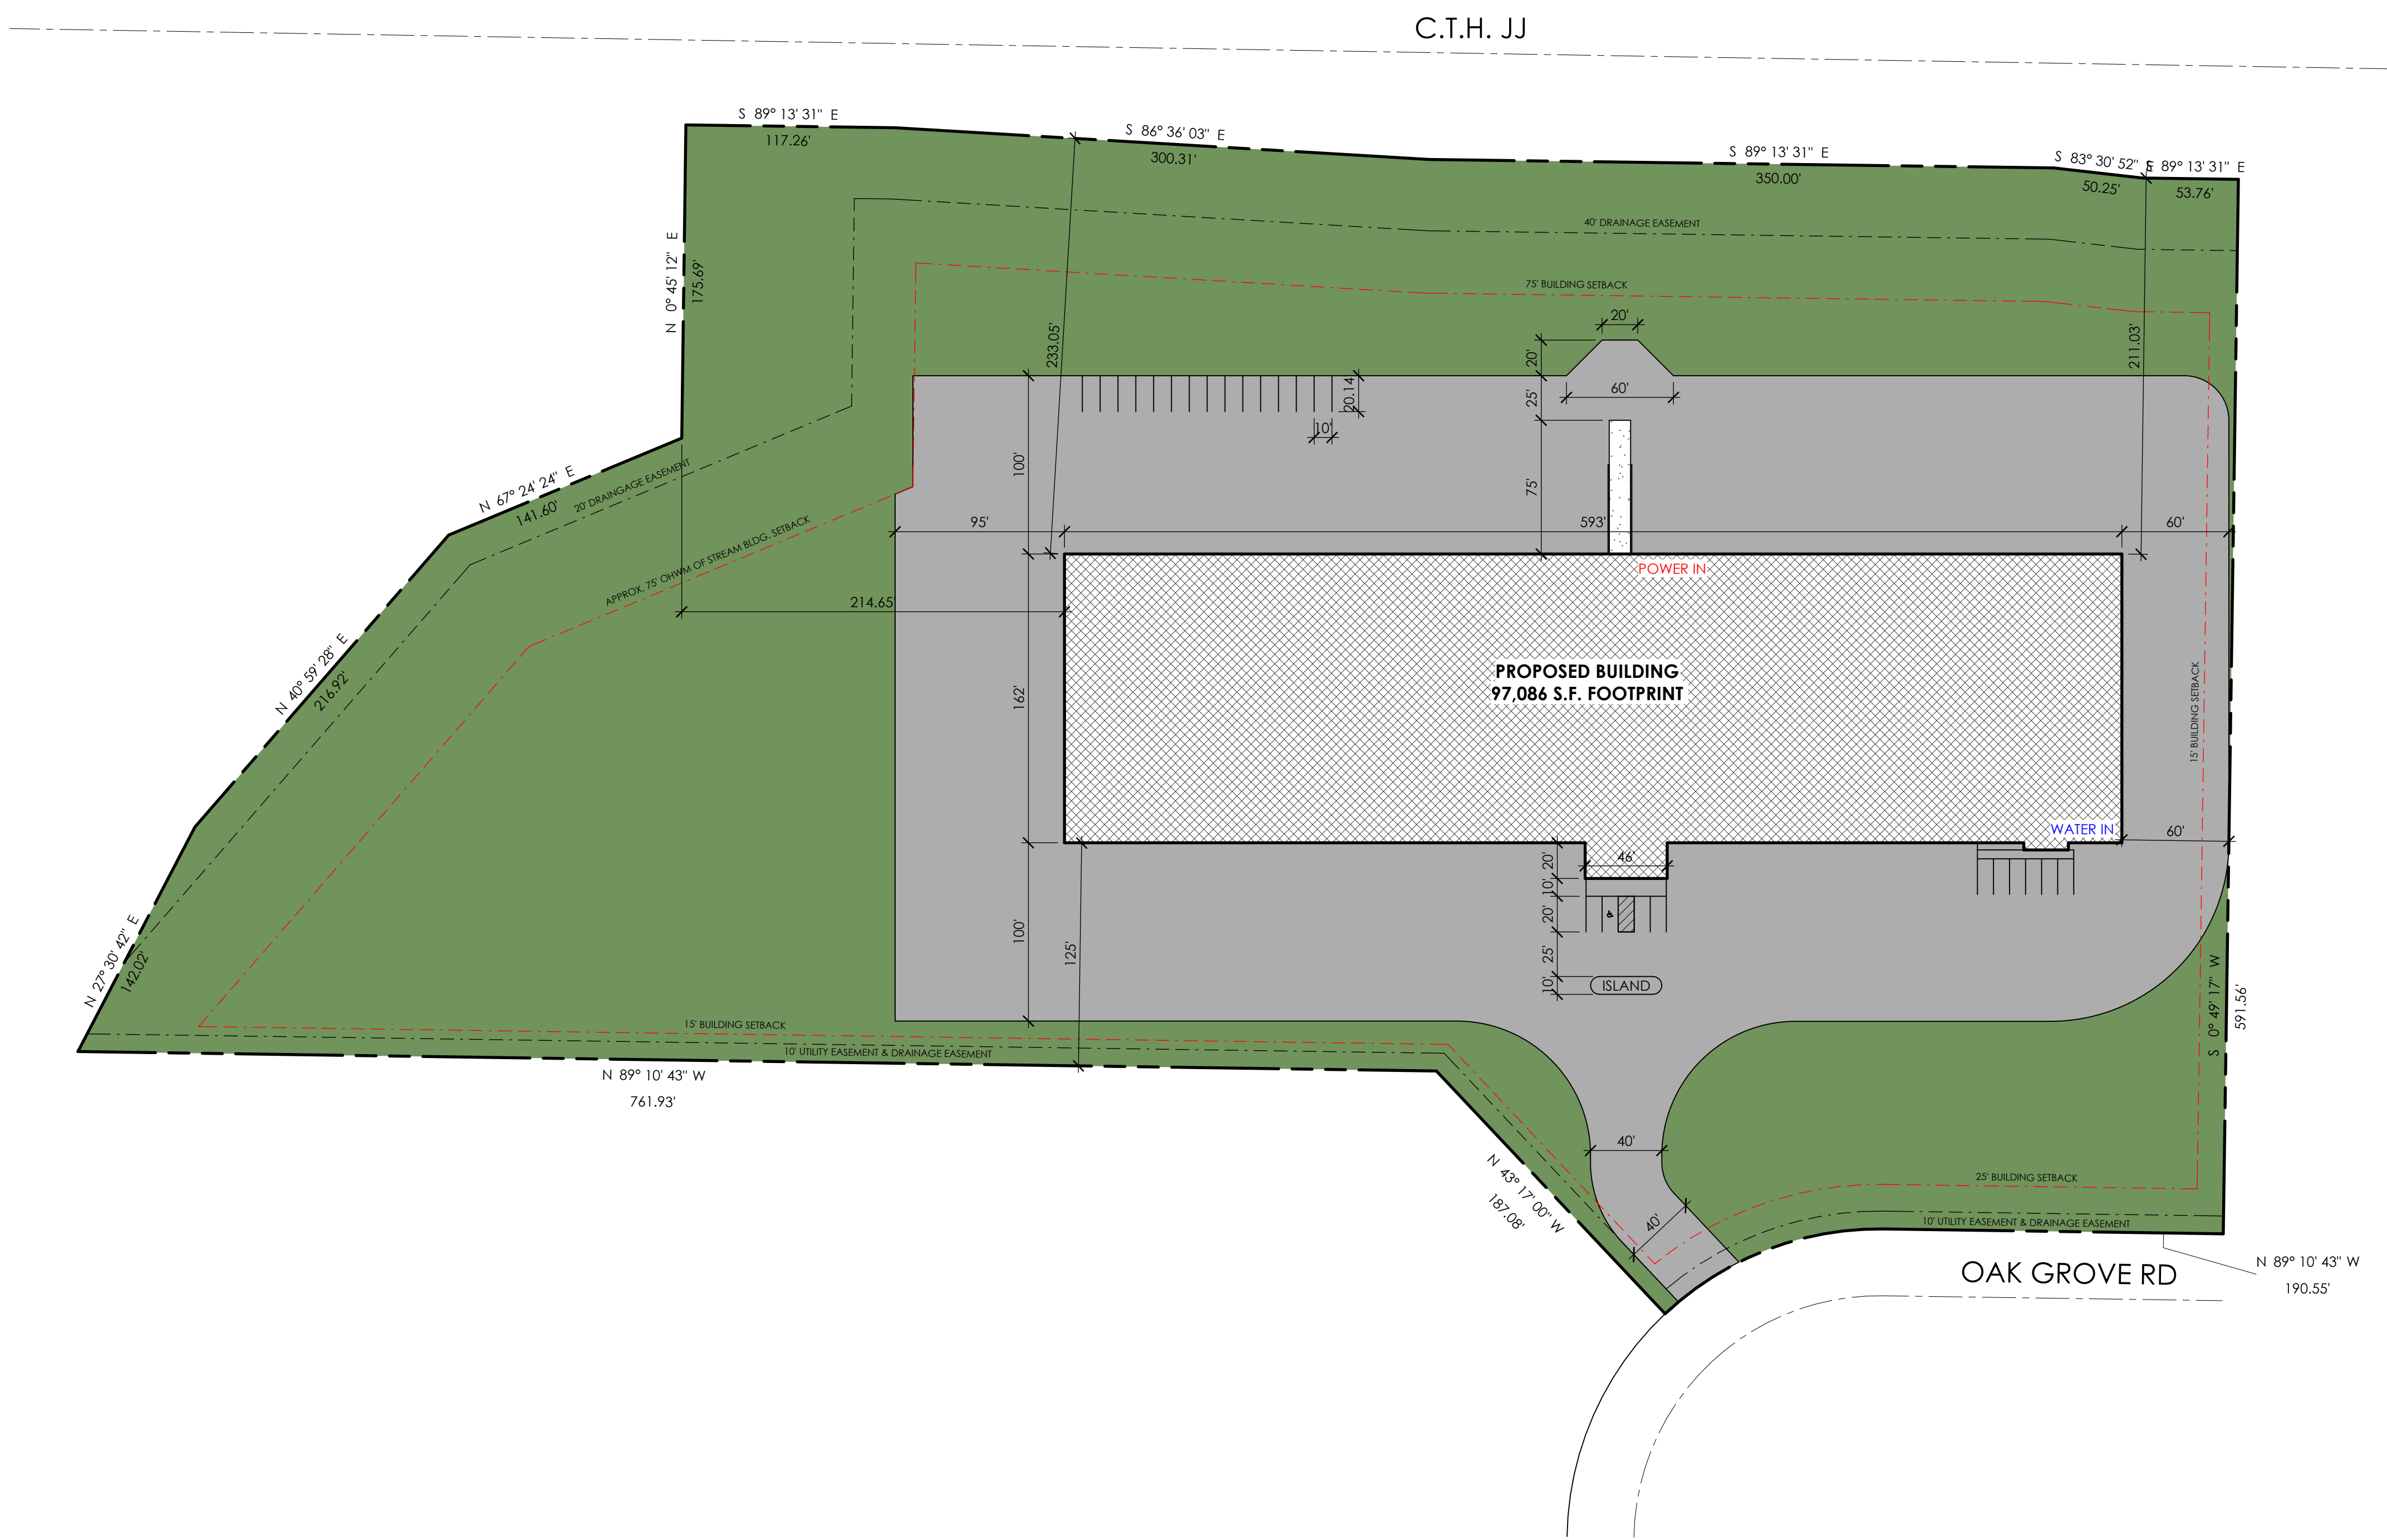 C.T.H. JJ
S 89° 13' 31" E
117.26'
S 86° 36' 03" E
300.31'
S 89° 13' 31" E
350.00'
S 83° 30' 52" E
50.25'
S 89° 13' 31" E
53.76'
40' DRAINAGE EASEMENT
N 0° 45' 12" E
175.69'
75' BUILDING SETBACK
20'
233.05'
20'
211.03'
60'
20.14'
25'
10'
N 67° 24' 24" E
141.60'
20' DRAINGAGE EASEMENT
100'
75'
95'
593'
60'
APPROX. 75' OHWM OF STREAM BLDG. SETBACK
POWER IN
214.65'
N 40° 59' 28" E
216.92'
162'
PROPOSED BUILDING
97,086 S.F. FOOTPRINT
15' BUILDING SETBACK
WATER IN
60'
20'
46'
10'
20'
25'
10'
ISLAND
100'
125'
N 27° 30' 42" E
142.02'
S 0° 49' 17" W
591.56'
15' BUILDING SETBACK
10' UTILITY EASEMENT & DRAINAGE EASEMENT
N 89° 10' 43" W
761.93'
40'
N 43° 17' 00" W
187.08'
40'
25' BUILDING SETBACK
10' UTILITY EASEMENT & DRAINAGE EASEMENT
OAK GROVE RD
N 89° 10' 43" W
190.55'